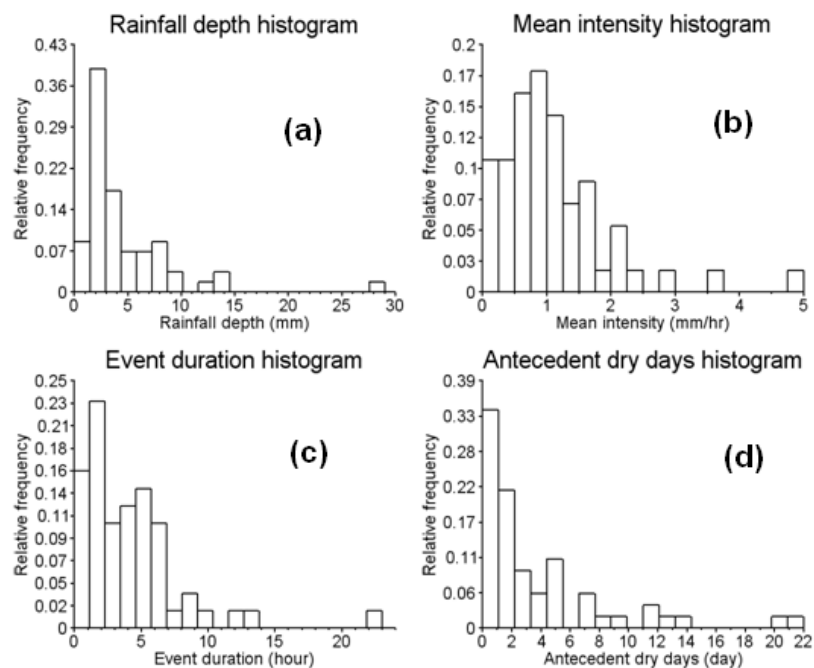 Rainfall depth histogram
0.43
0.36
0.29
0.22
0.14
0.07
0
Relative frequency
(a)
0 5 10 15 20 25 30
Rainfall depth (mm)
Mean intensity histogram
0.2
0.17
0.15
0.12
0.1
0.07
0.05
0.03
0
Relative frequency
(b)
0 1 2 3 4 5
Mean intensity (mm/hr)
Event duration histogram
0.25
0.23
0.21
0.18
0.16
0.14
0.11
0.09
0.07
0.05
0.02
0
Relative frequency
(c)
0 5 10 15 20
Event duration (hour)
Antecedent dry days histogram
0.39
0.33
0.28
0.22
0.17
0.11
0.06
0
Relative frequency
(d)
0 2 4 6 8 10 12 14 16 18 20 22
Antecedent dry days (day)